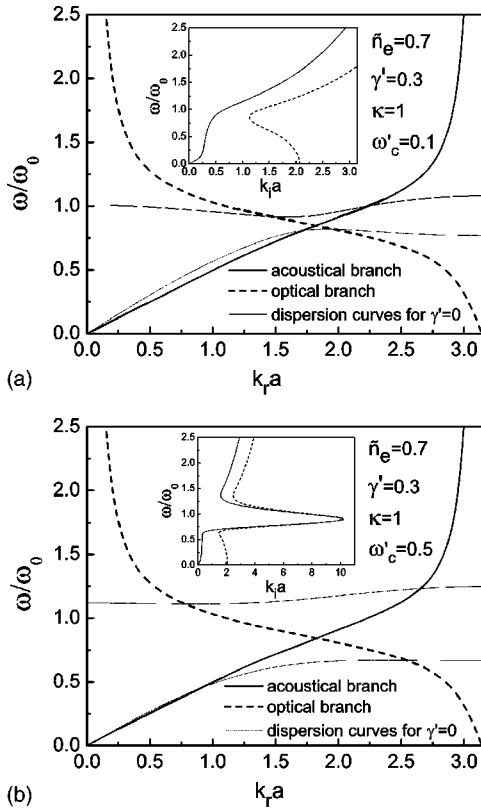 2.5
2.0
1.5
1.0
0.5
0.0
ω/ω₀
2.5
2.0
1.5
1.0
0.5
0.0
ω/ω₀
0.0 0.5 1.0 1.5 2.0 2.5 3.0
kᵢa
ñₑ=0.7
γ'=0.3
κ=1
ω'c=0.1
acoustical branch
optical branch
dispersion curves for γ'=0
0.5 1.0 1.5 2.0 2.5 3.0
kᵣa
(a)
2.5
2.0
1.5
1.0
0.5
0.0
ω/ω₀
2.5
2.0
1.5
1.0
0.5
0.0
ω/ω₀
0 2 4 6 8 10
kᵢa
ñₑ=0.7
γ'=0.3
κ=1
ω'c=0.5
acoustical branch
optical branch
dispersion curves for γ'=0
0.0 0.5 1.0 1.5 2.0 2.5 3.0
kᵣa
(b)